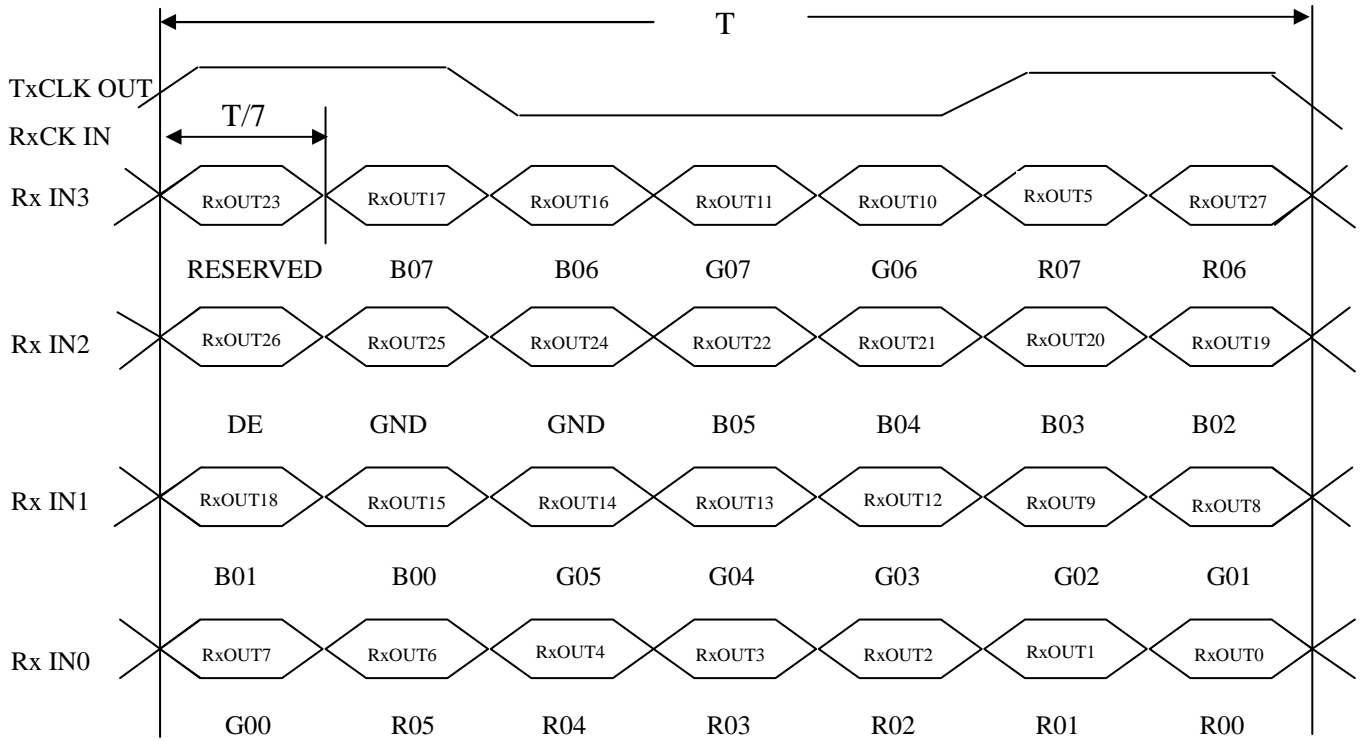 T
TxCLK OUT
T/7
RxCK IN
Rx IN3 RxOUT23 RxOUT17 RxOUT16 RxOUT11 RxOUT10 RxOUT5 RxOUT27
RESERVED B07 B06 G07 G06 R07 R06
Rx IN2 RxOUT26 RxOUT25 RxOUT24 RxOUT22 RxOUT21 RxOUT20 RxOUT19
DE GND GND B05 B04 B03 B02
Rx IN1 RxOUT18 RxOUT15 RxOUT14 RxOUT13 RxOUT12 RxOUT9 RxOUT8
B01 B00 G05 G04 G03 G02 G01
Rx IN0 RxOUT7 RxOUT6 RxOUT4 RxOUT3 RxOUT2 RxOUT1 RxOUT0
G00 R05 R04 R03 R02 R01 R00